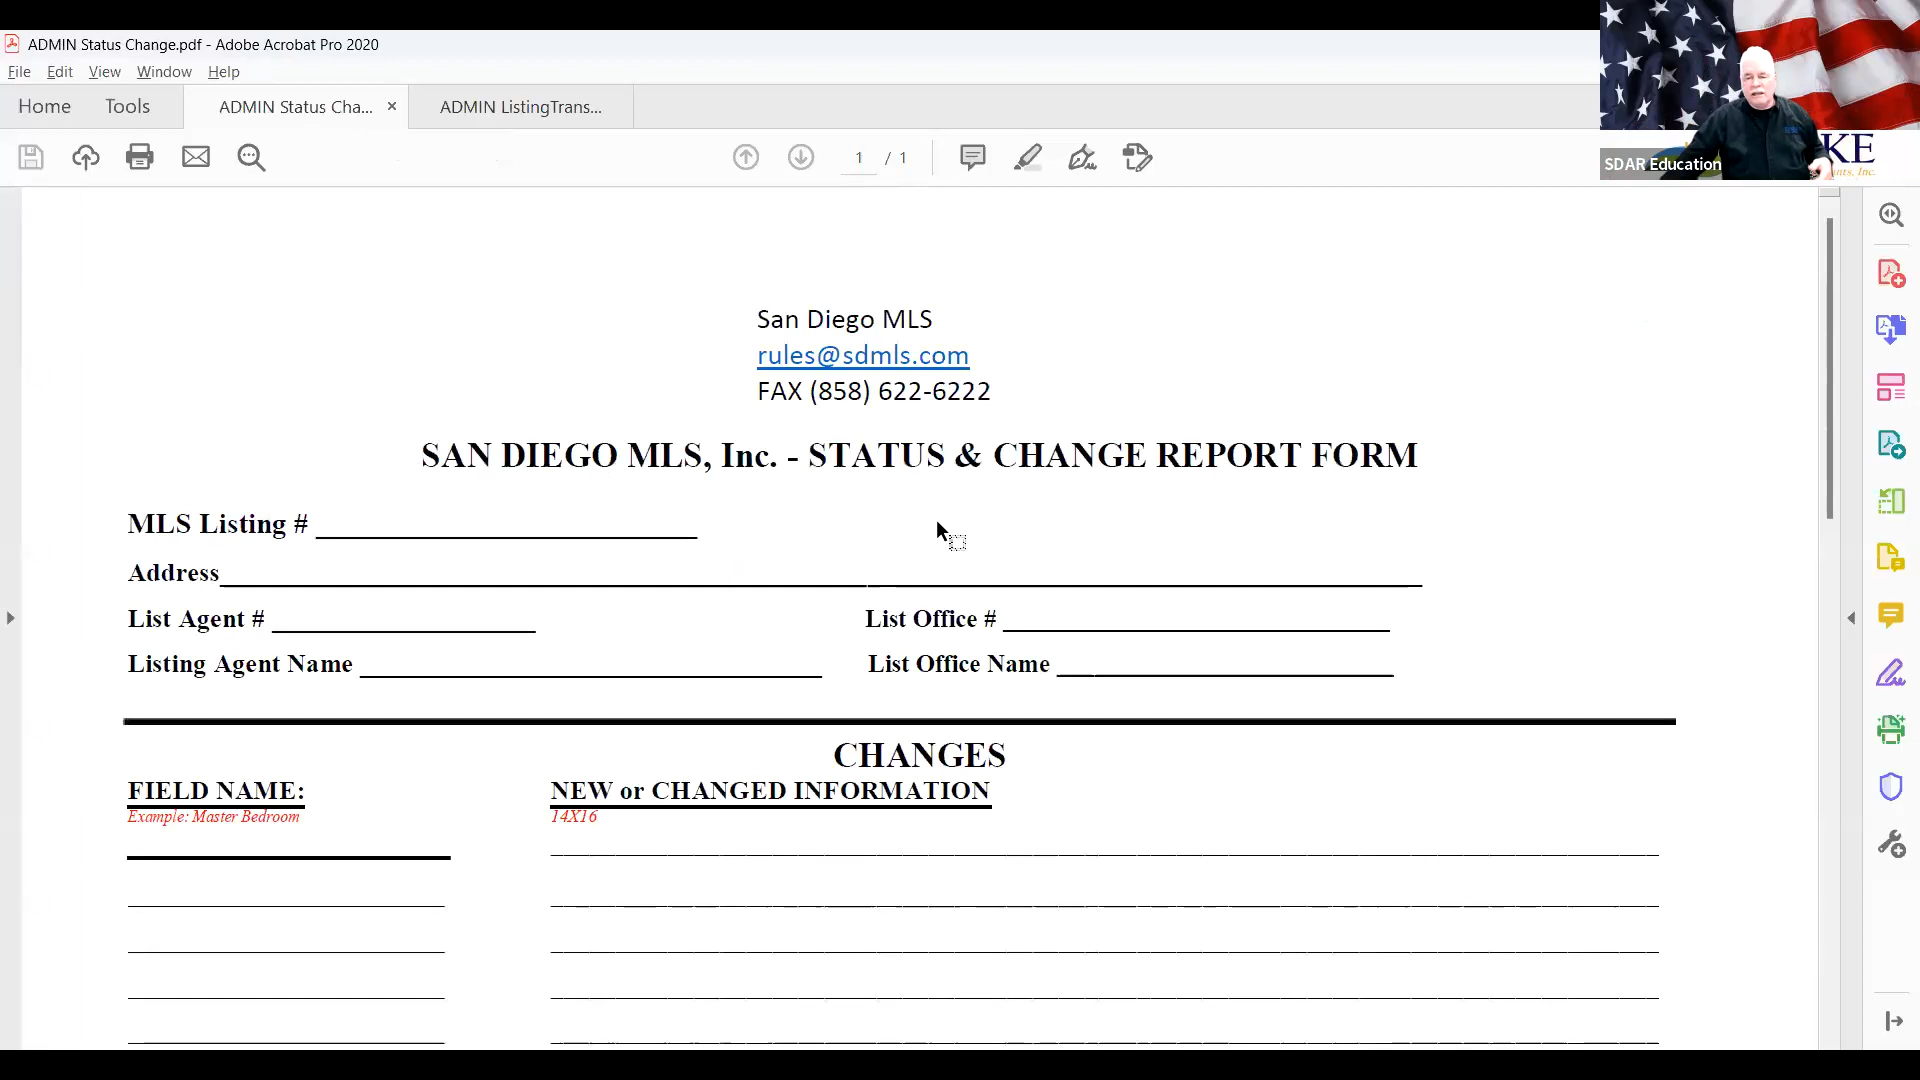 ADMIN Status Change.pdf - Adobe Acrobat Pro 2020
File Edit View Window Help
Home Tools ADMIN Status Cha... × ADMIN ListingTrans...
1 / 1
KE
SDAR Education
San Diego MLS
rules@sdmls.com
FAX (858) 622-6222
SAN DIEGO MLS, Inc. - STATUS & CHANGE REPORT FORM
MLS Listing #
Address
List Agent # List Office #
Listing Agent Name List Office Name
CHANGES
FIELD NAME: NEW or CHANGED INFORMATION
Example: Master Bedroom 14X16